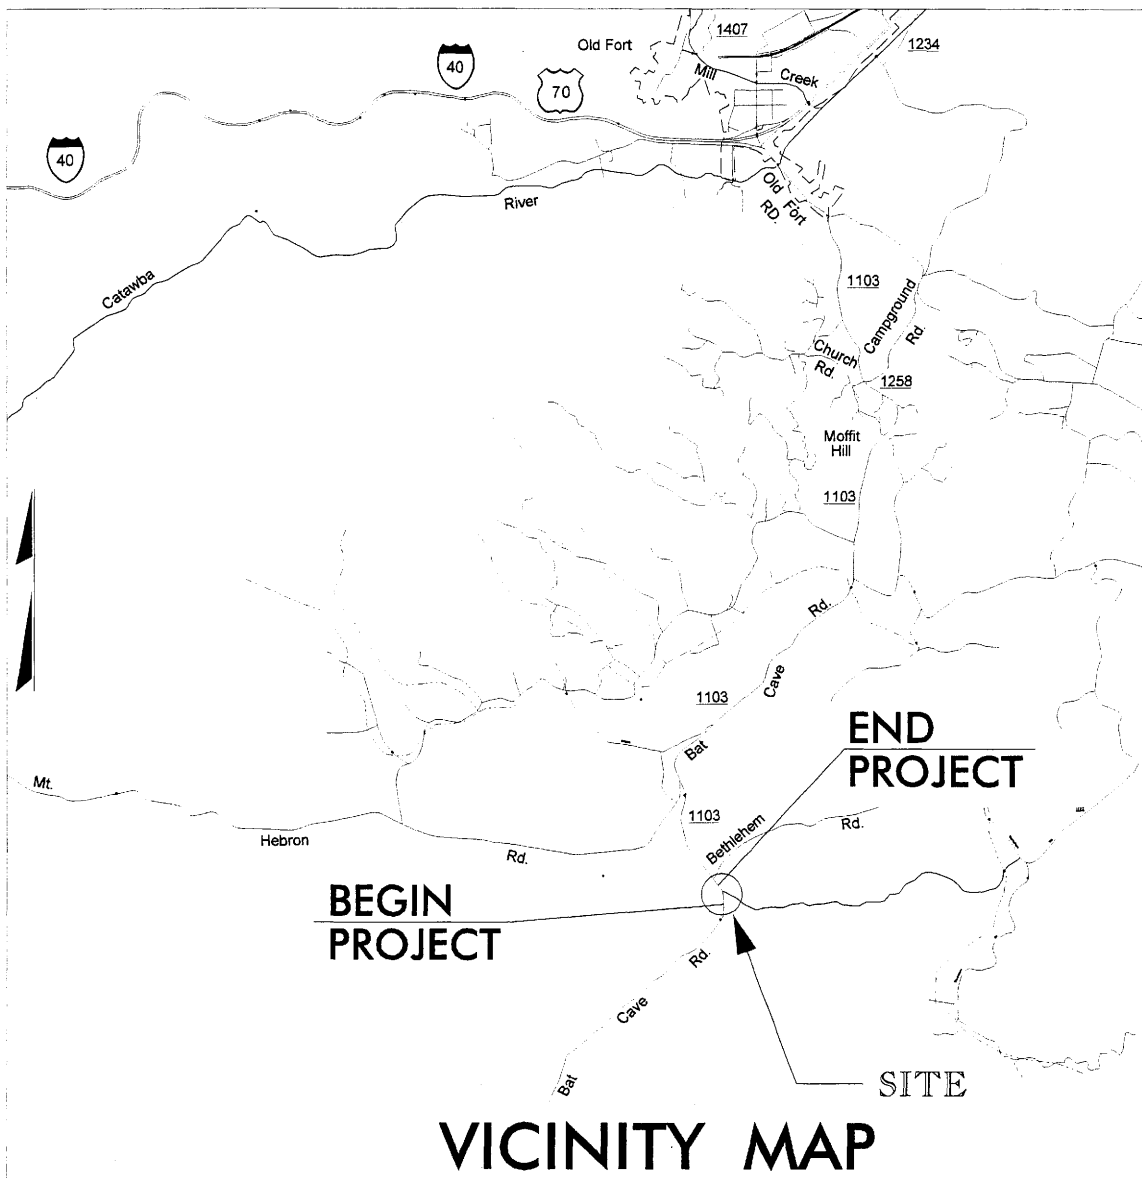 1407
Old Fort
1234
40
Mill
Creek
70
40
River
Old Fort
RD.
Catawba
1103
Campground
Rd.
Church
Rd.
1258
Moffit
Hill
1103
Rd.
Cave
1103
Bat
END
PROJECT
Mt.
1103
Bethlehem
Rd.
Hebron
Rd.
BEGIN
PROJECT
Rd.
Cave
Bat
SITE
VICINITY MAP